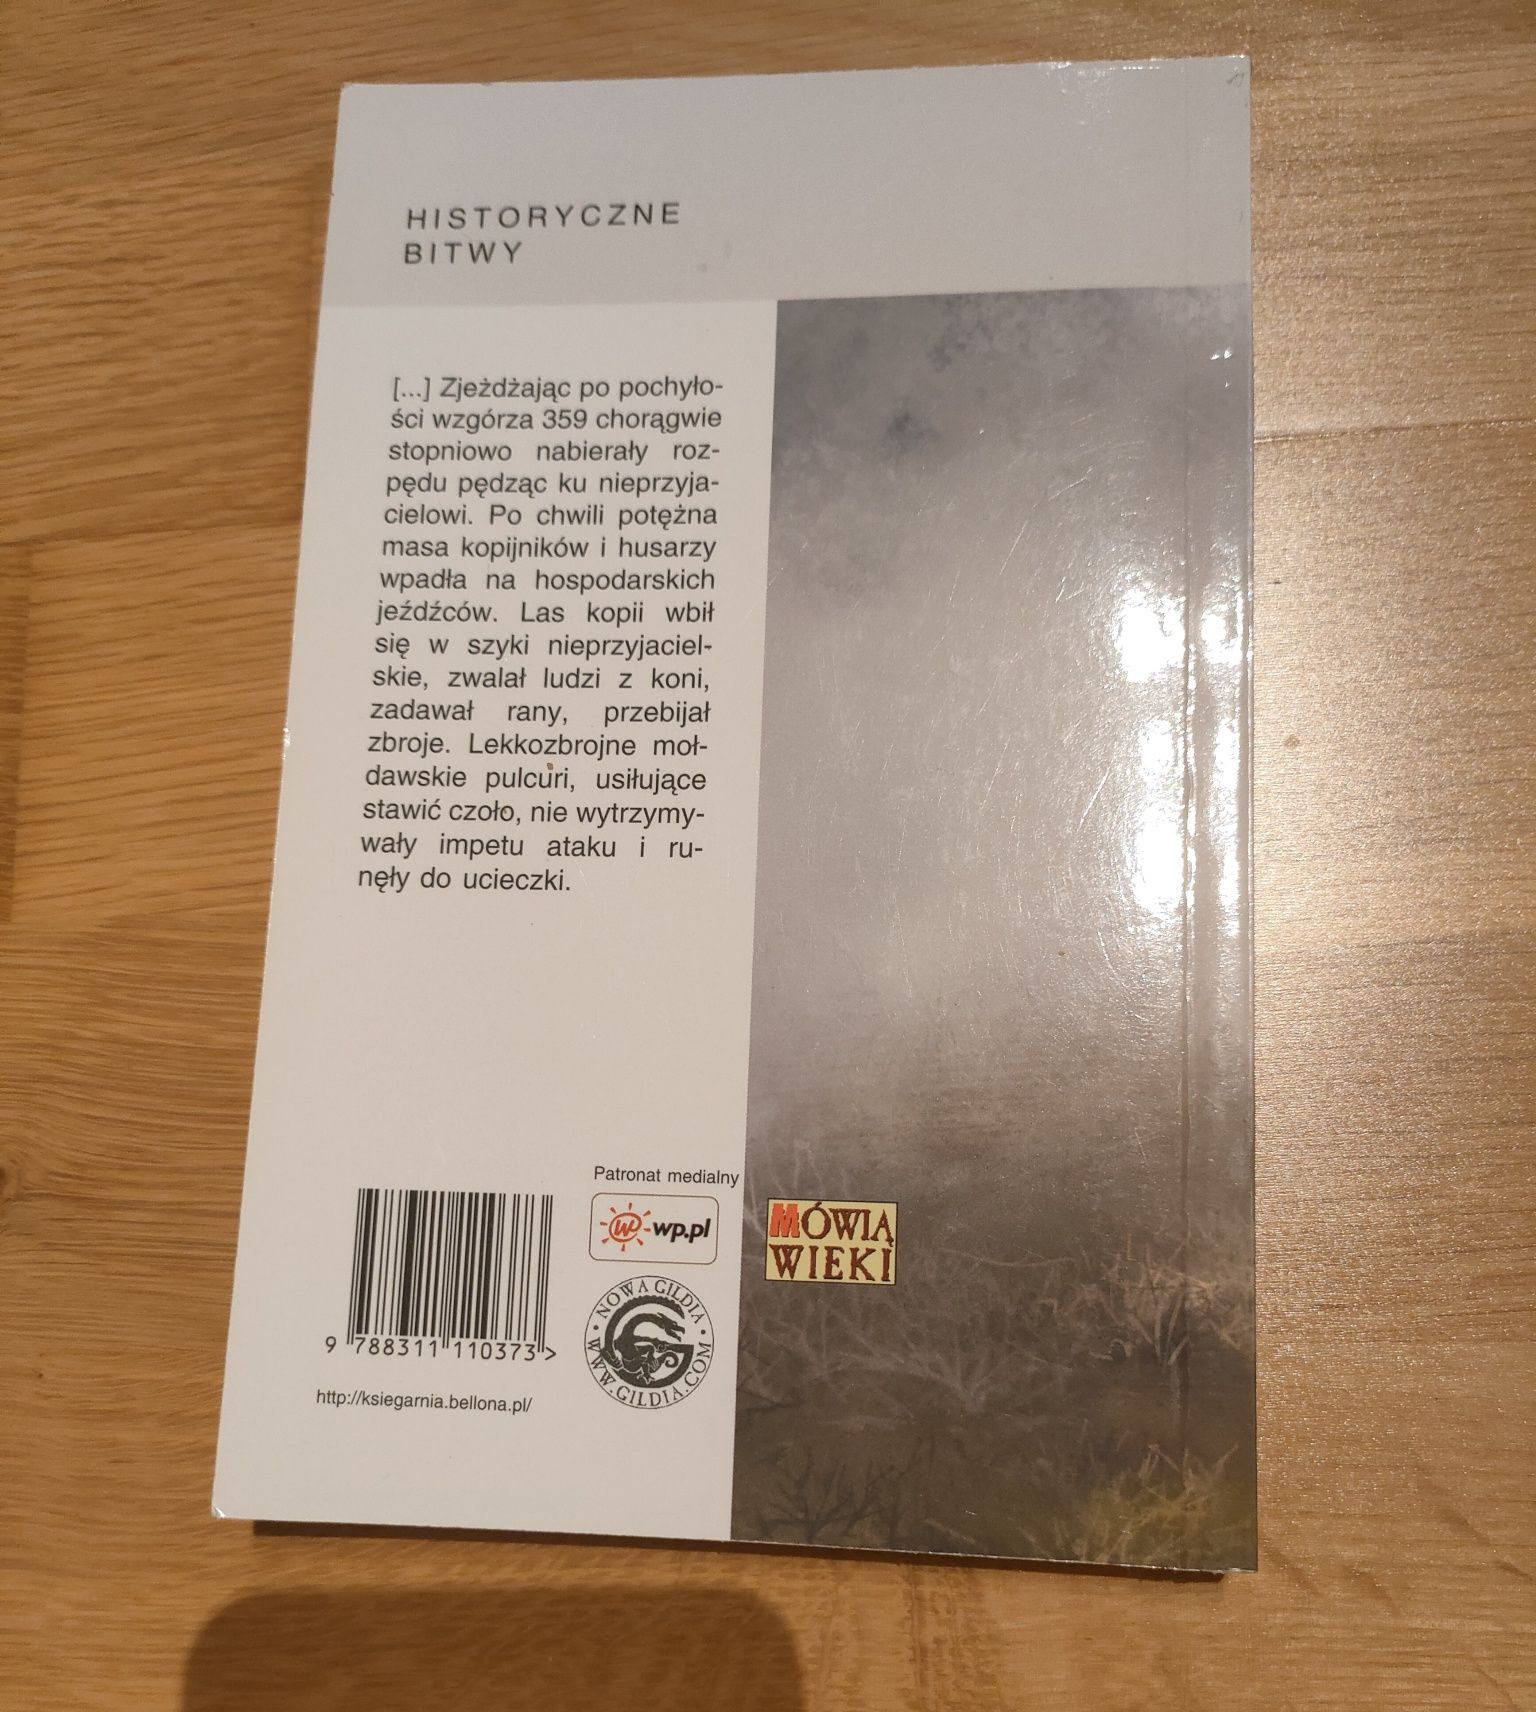 HISTORYCZNE
BITWY
[...] Zjeżdżając po pochyło-
ści wzgórza 359 chorągwie
stopniowo nabierały roz-
pędu pędząc ku nieprzyja-
cielowi. Po chwili potężna
masa kopijników i husarzy
wpadła na hospodarskich
jeźdźców. Las kopii wbił
się w szyki nieprzyjaciel-
skie, zwalał ludzi z koni,
zadawał rany, przebijał
zbroje. Lekkozbrojne moł-
dawskie pulcuri, usiłujące
stawić czoło, nie wytrzymy-
wały impetu ataku i ru-
nęły do ucieczki.
Patronat medialny
wp.pl
MÓWIĄ
WIEKI
NOWA GILDIA
WWW.GILDIA.COM
9 788311 110373 >
http://ksiegarnia.bellona.pl/